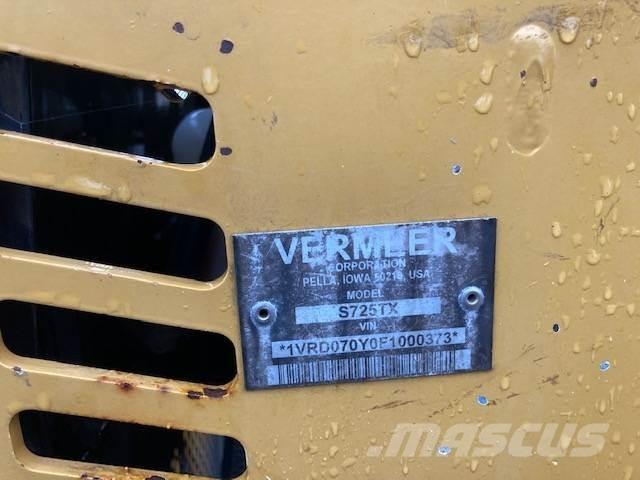 VERMEER
CORPORATION
PELLA, IOWA 50219, USA
MODEL
S725TX
VIN
*1VRD070Y0F1000373*
MASCUS